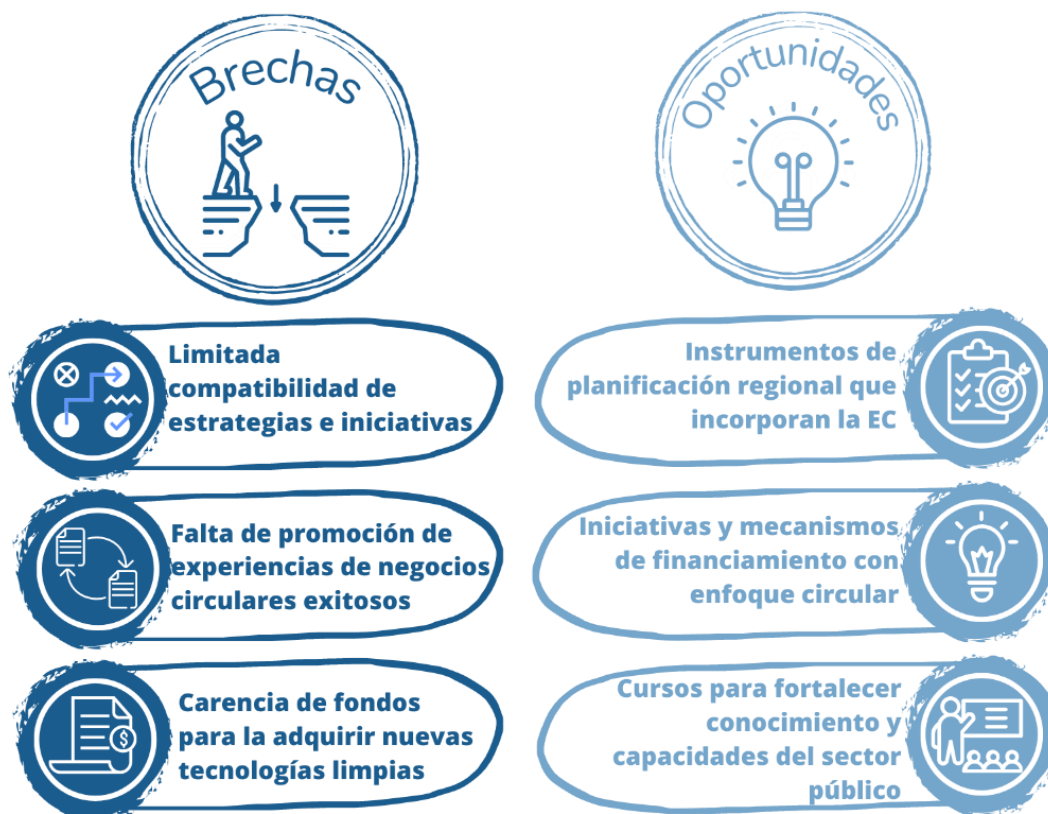 Brechas
Limitada
compatibilidad de
estrategias e iniciativas
Falta de promoción de
experiencias de negocios
circulares exitosos
Carencia de fondos
para la adquirir nuevas
tecnologías limpias
Oportunidades
Instrumentos de
planificación regional que
incorporan la EC
Iniciativas y mecanismos
de financiamiento con
enfoque circular
Cursos para fortalecer
conocimiento y
capacidades del sector
público